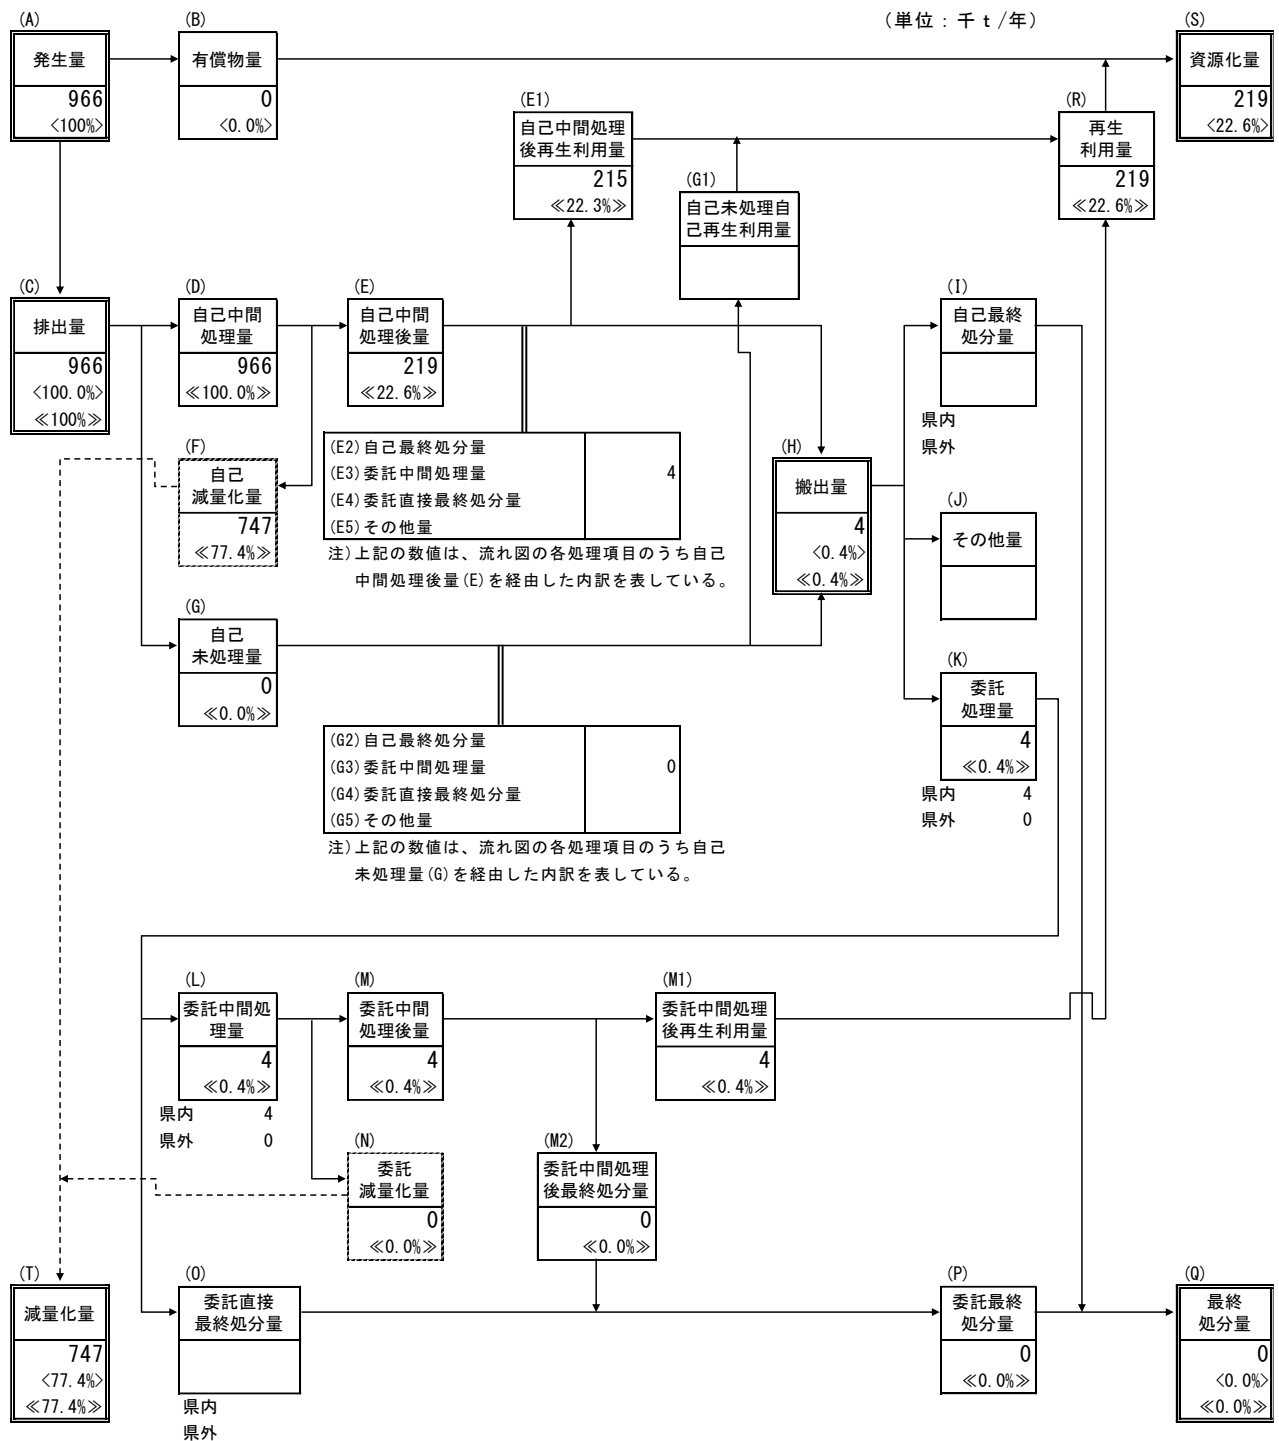 (単位：千ｔ/年)
(A)
発生量
966
<100%>
(B)
有償物量
0
<0.0%>
(S)
資源化量
219
<22.6%>
(E1)
自己中間処理
後再生利用量
215
≪22.3%≫
(G1)
自己未処理自
己再生利用量
(R)
再生
利用量
219
≪22.6%≫
(C)
排出量
966
<100.0%>
≪100%≫
(D)
自己中間
処理量
966
≪100.0%≫
(E)
自己中間
処理後量
219
≪22.6%≫
(I)
自己最終
処分量
県内
県外
(F)
自己
減量化量
747
≪77.4%≫
(E2)自己最終処分量
(E3)委託中間処理量 4
(E4)委託直接最終処分量
(E5)その他量
注)上記の数値は、流れ図の各処理項目のうち自己
中間処理後量(E)を経由した内訳を表している。
(H)
搬出量
4
<0.4%>
≪0.4%≫
(J)
その他量
(G)
自己
未処理量
0
≪0.0%≫
(G2)自己最終処分量
(G3)委託中間処理量 0
(G4)委託直接最終処分量
(G5)その他量
注)上記の数値は、流れ図の各処理項目のうち自己
未処理量(G)を経由した内訳を表している。
(K)
委託
処理量
4
≪0.4%≫
県内 4
県外 0
(L)
委託中間処
理量
4
≪0.4%≫
県内 4
県外 0
(M)
委託中間
処理後量
4
≪0.4%≫
(M1)
委託中間処理
後再生利用量
4
≪0.4%≫
(N)
委託
減量化量
0
≪0.0%≫
(M2)
委託中間処理
後最終処分量
0
≪0.0%≫
(T)
減量化量
747
<77.4%>
≪77.4%≫
(O)
委託直接
最終処分量
県内
県外
(P)
委託最終
処分量
0
≪0.0%≫
(Q)
最終
処分量
0
<0.0%>
≪0.0%≫